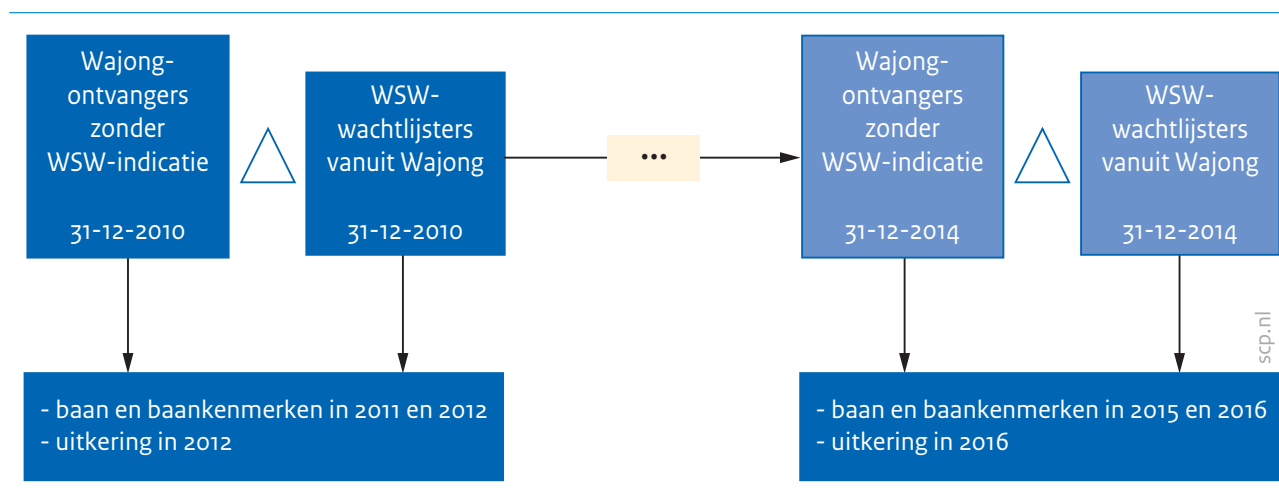 Wajong-
ontvangers
zonder
WSW-indicatie
31-12-2010
WSW-
wachtlijsters
vanuit Wajong
31-12-2010
...
Wajong-
ontvangers
zonder
WSW-indicatie
31-12-2014
WSW-
wachtlijsters
vanuit Wajong
31-12-2014
- baan en baankenmerken in 2011 en 2012
- uitkering in 2012
- baan en baankenmerken in 2015 en 2016
- uitkering in 2016
scp.nl